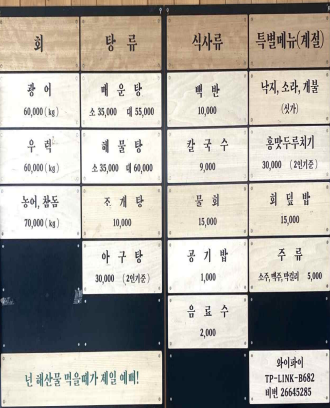 회
광어
60,000 (kg)
우럭
60,000 (kg)
농어, 참돔
70,000 (kg)
탕류
매운탕
소 35,000 대 55,000
해물탕
소 35,000 대 60,000
조개탕
10,000
아구탕
30,000 (2인기준)
넌 해산물 먹을때가 제일 예뻐!
식사류
백반
10,000
칼국수
9,000
물회
15,000
공기밥
1,000
음료수
2,000
특별메뉴(계절)
낙지, 소라, 개불
(싯가)
홍맛두루치기
30,000 (2인기준)
회덮밥
15,000
주류
소주, 맥주, 막걸리 5,000
와이파이
TP-LINK-B682
비번 26645285